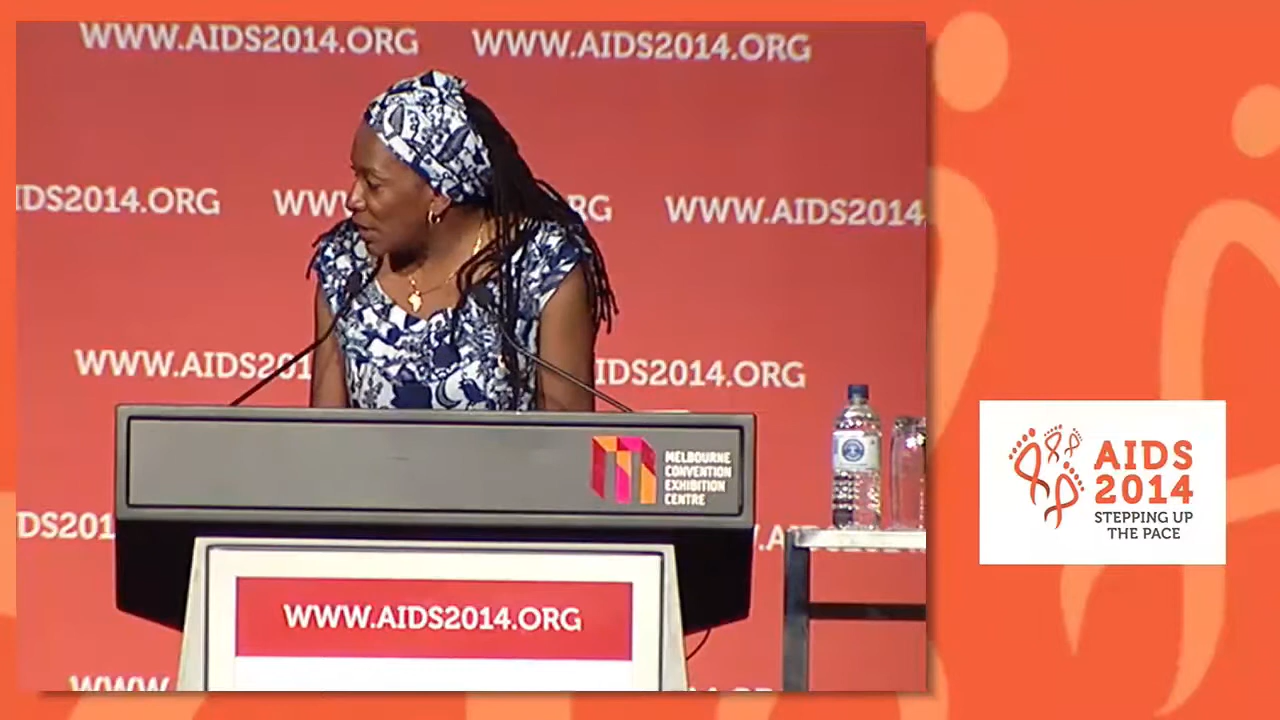 WWW.AIDS2014.ORG WWW.AIDS2014.ORG
IDS2014.ORG WWW. RG WWW.AIDS2014.
WWW.AIDS201 IDS2014.ORG
AIDS
2014
STEPPING UP
THE PACE
MELBOURNE
CONVENTION
EXHIBITION
CENTRE
DS201
WWW.AIDS2014.ORG
WWW